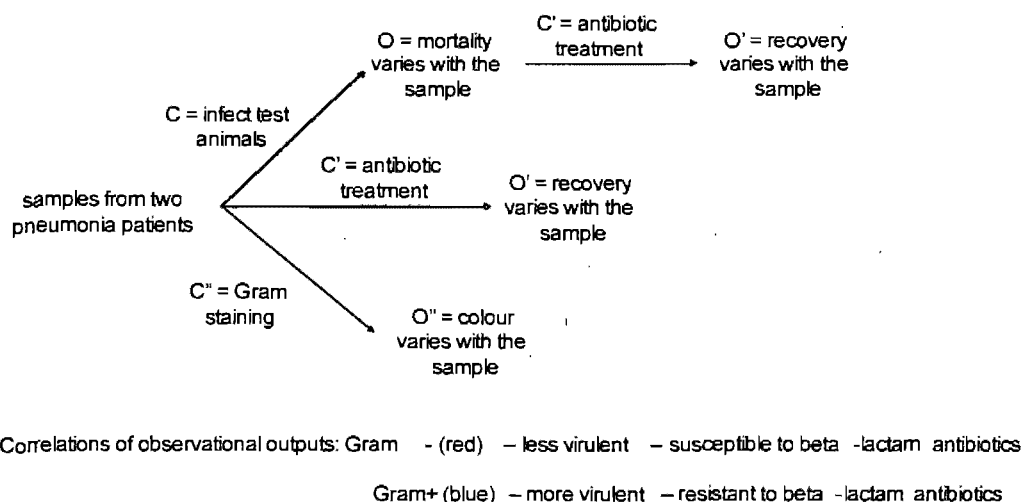 C' = antibiotic
treatment
O = mortality
varies with the
sample
O' = recovery
varies with the
sample
C = infect test
animals
C' = antibiotic
treatment
O' = recovery
varies with the
sample
samples from two
pneumonia patients
C" = Gram
staining
O" = colour
varies with the
sample
Correlations of observational outputs: Gram - (red) – less virulent – susceptible to beta -lactam antibiotics
Gram+ (blue) – more virulent – resistant to beta -lactam antibiotics